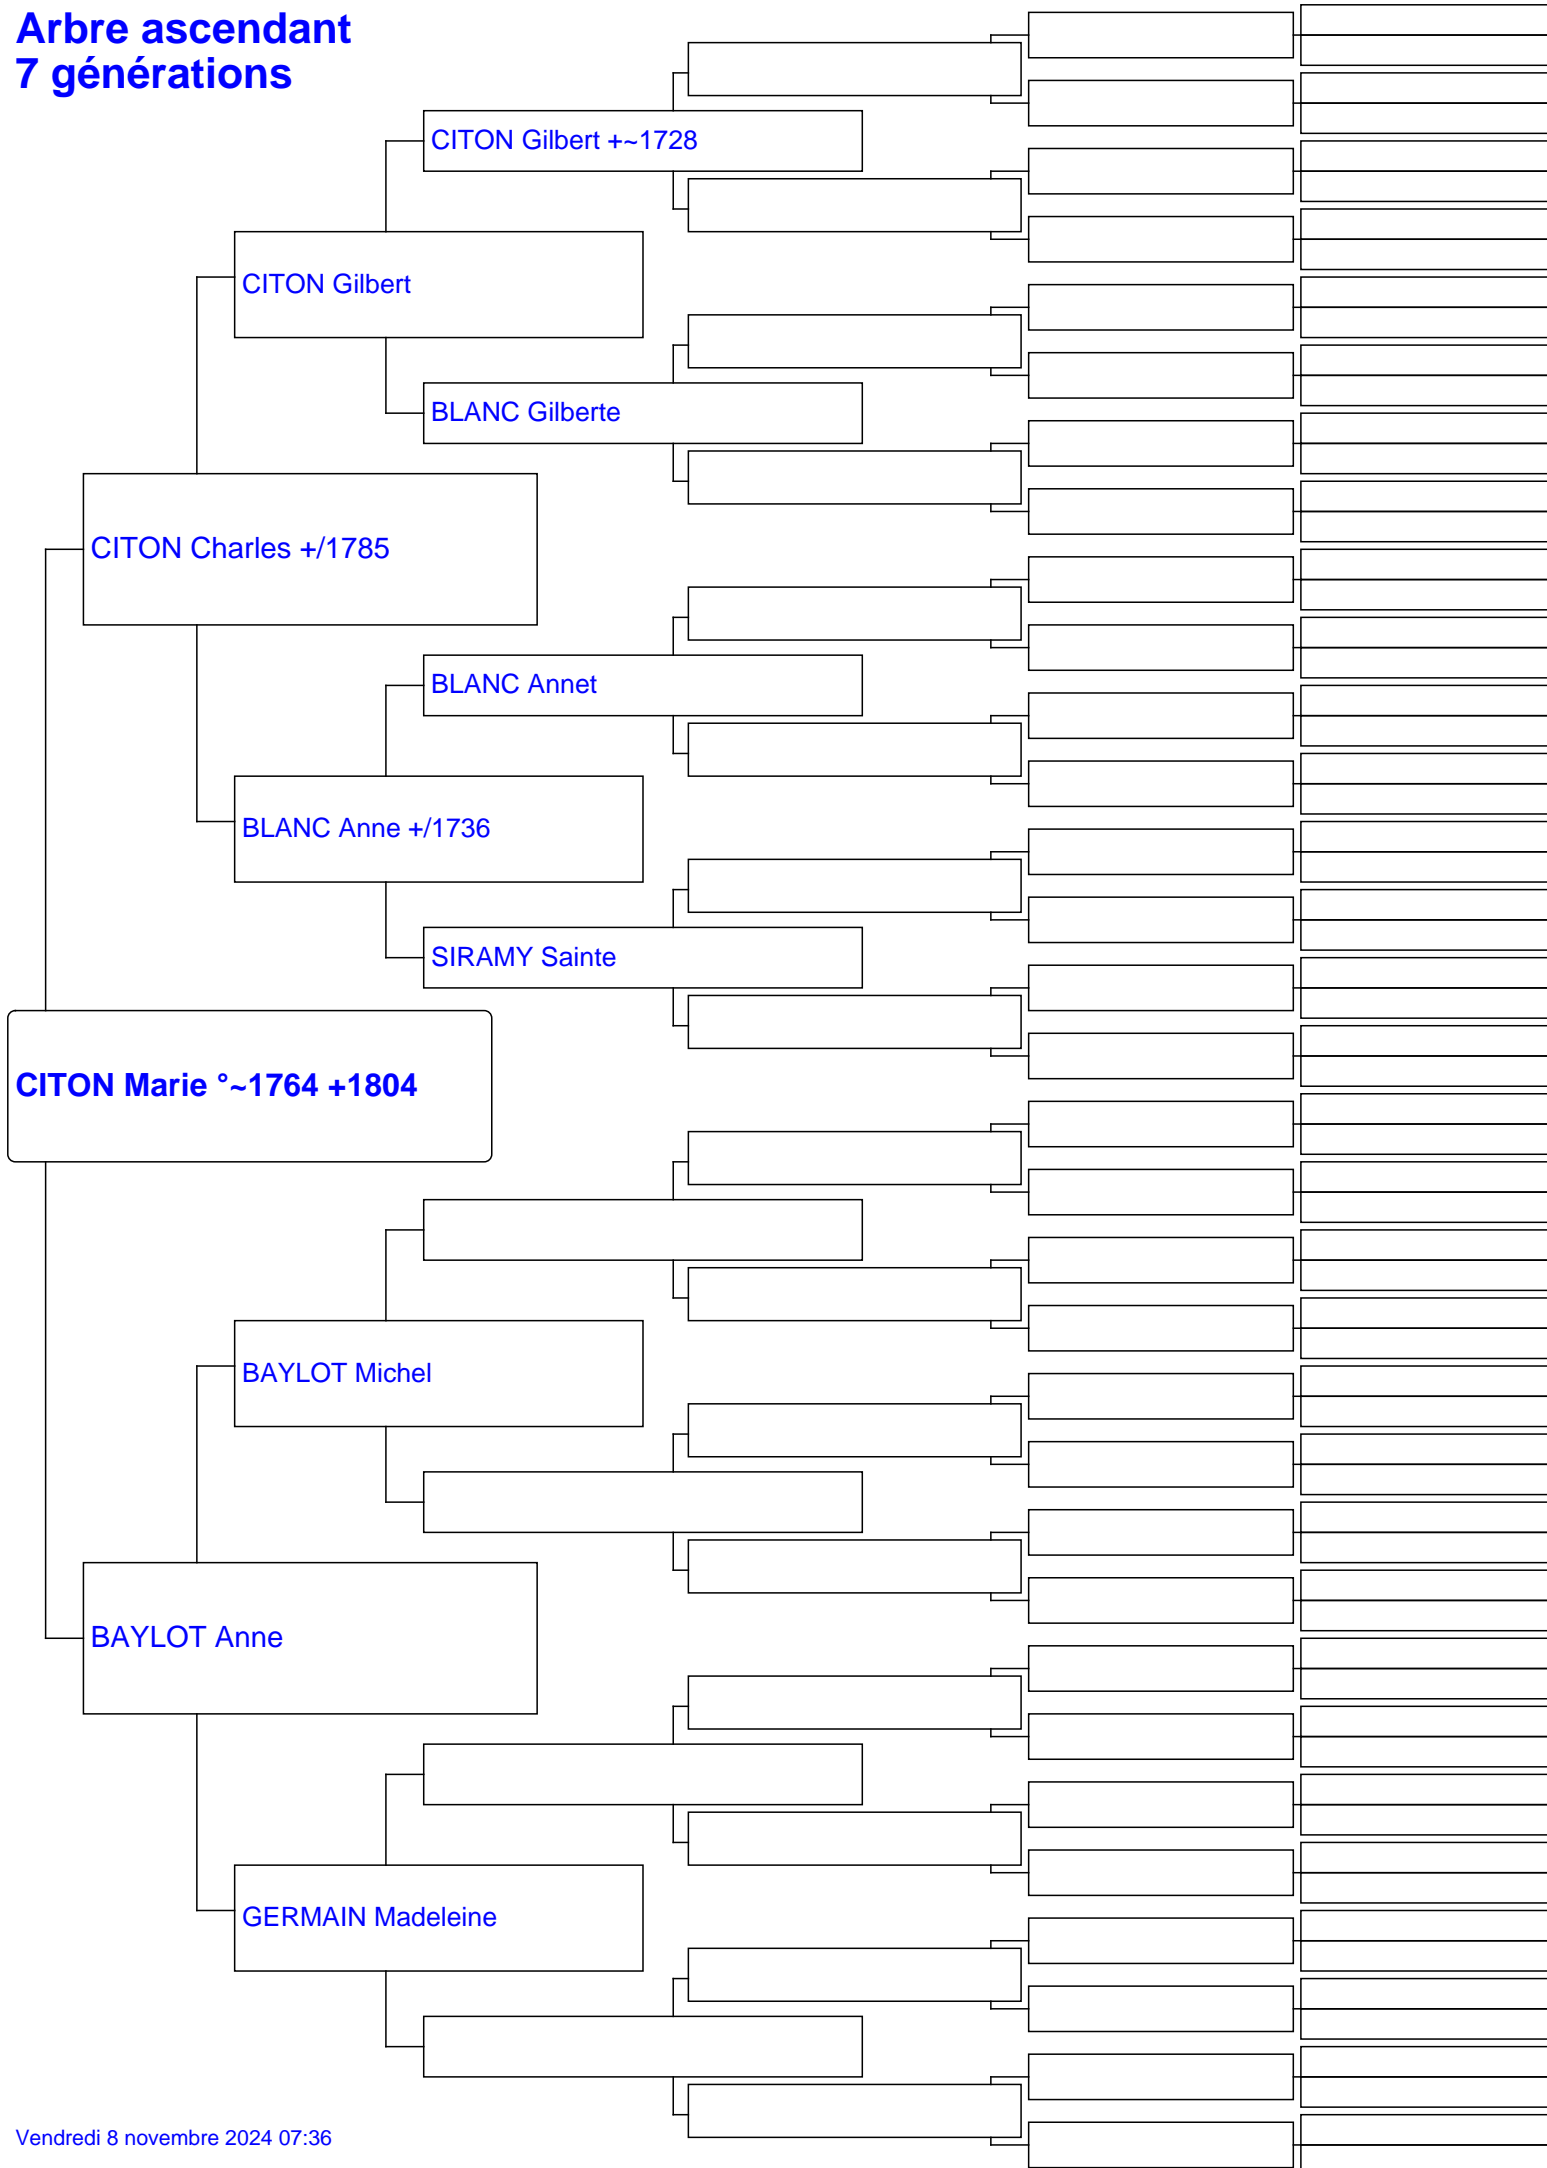 Arbre ascendant
7 générations
CITON Gilbert +~1728
CITON Gilbert
BLANC Gilberte
CITON Charles +/1785
BLANC Annet
BLANC Anne +/1736
SIRAMY Sainte
CITON Marie °~1764 +1804
BAYLOT Michel
BAYLOT Anne
GERMAIN Madeleine
Vendredi 8 novembre 2024 07:36